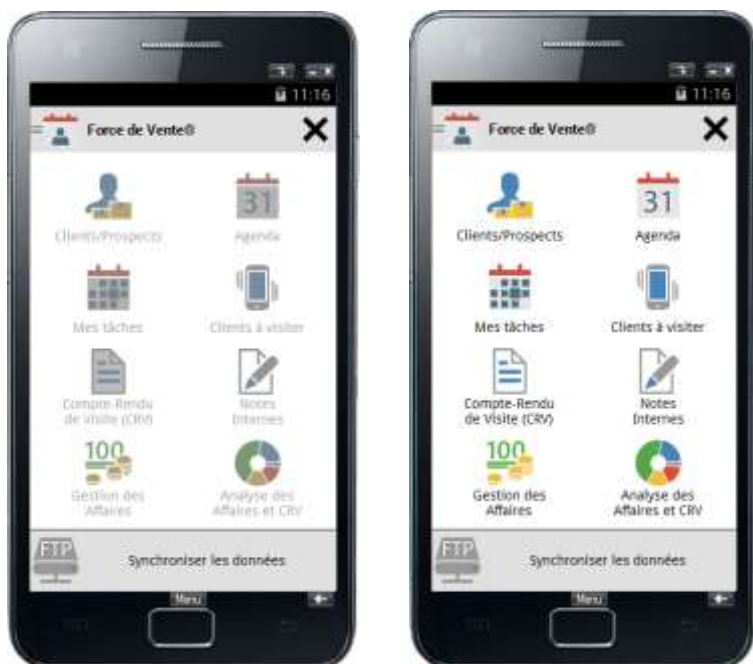 11:16
Force de Vente®
31
Clients/Prospects
Agenda
Mes tâches
Clients à visiter
Compte-Rendu
de Visite (CRV)
Notes
Internes
100
Gestion des
Affaires
Analyse des
Affaires et CRV
FTP
Synchroniser les données
Menu
11:16
Force de Vente®
31
Clients/Prospects
Agenda
Mes tâches
Clients à visiter
Compte-Rendu
de Visite (CRV)
Notes
Internes
100
Gestion des
Affaires
Analyse des
Affaires et CRV
FTP
Synchroniser les données
Menu